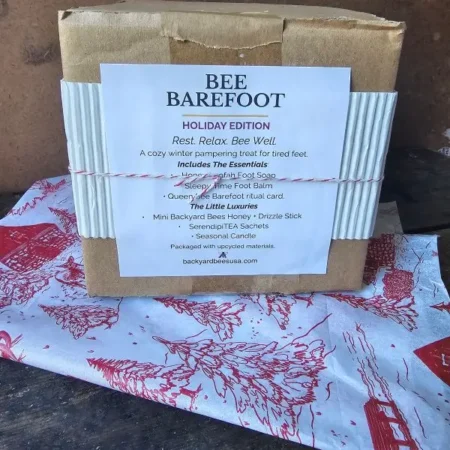 BEE
BAREFOOT
HOLIDAY EDITION
Rest. Relax. Bee Well.
A cozy winter pampering treat for tired feet.
Includes The Essentials
Foot Soap
Sleepy Time Foot Balm
• Queen Bee Barefoot ritual card.
The Little Luxuries
• Mini Backyard Bees Honey • Drizzle Stick
• SerendipiTEA Sachets
• Seasonal Candle
Packaged with upcycled materials.
backyardbeesusa.com